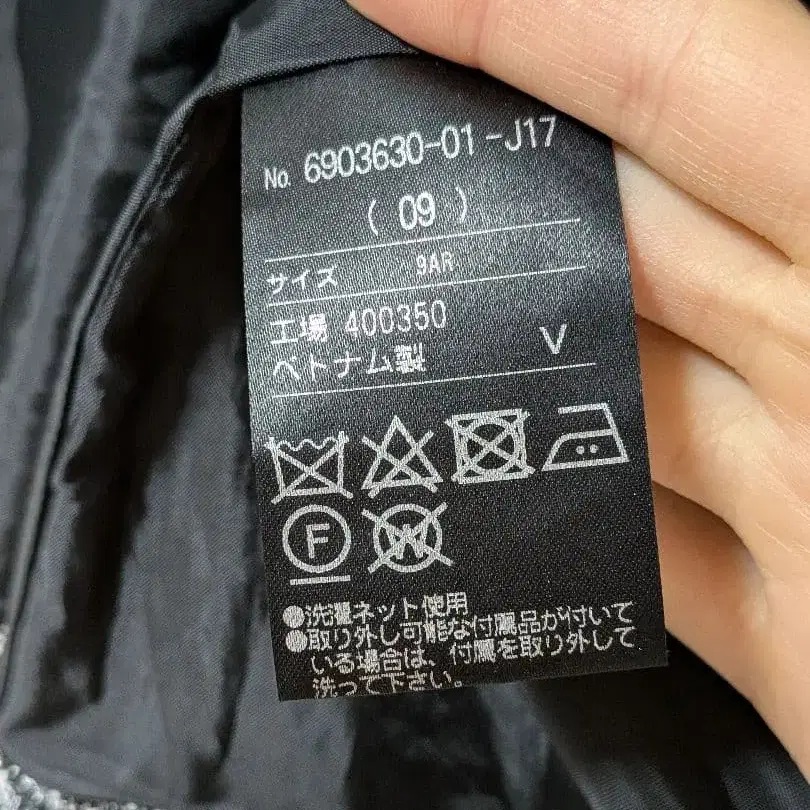 No. 6903630-01-J17
( 09 )
サイズ 9AR
工場 400350
ベトナム製 V
F
W
●洗濯ネット使用
●取り外し可能な付属品が付いて
いる場合は、付属を取り外して
洗って下さい。